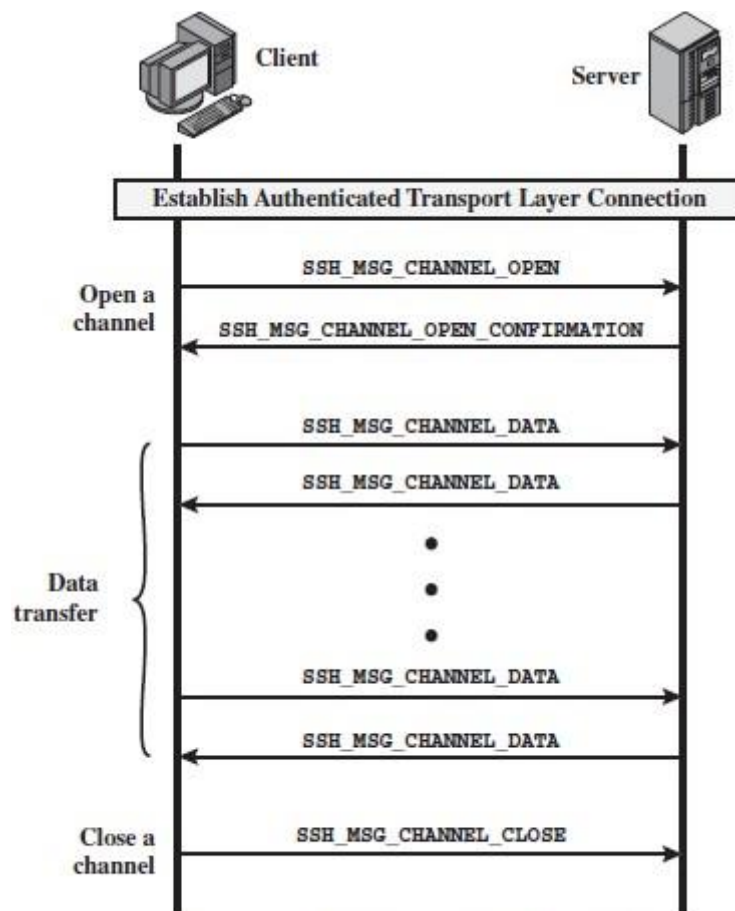 Client
Server
Establish Authenticated Transport Layer Connection
SSH_MSG_CHANNEL_OPEN
Open a
channel
SSH_MSG_CHANNEL_OPEN_CONFIRMATION
SSH_MSG_CHANNEL_DATA
SSH_MSG_CHANNEL_DATA
Data
transfer
SSH_MSG_CHANNEL_DATA
SSH_MSG_CHANNEL_DATA
Close a
channel
SSH_MSG_CHANNEL_CLOSE